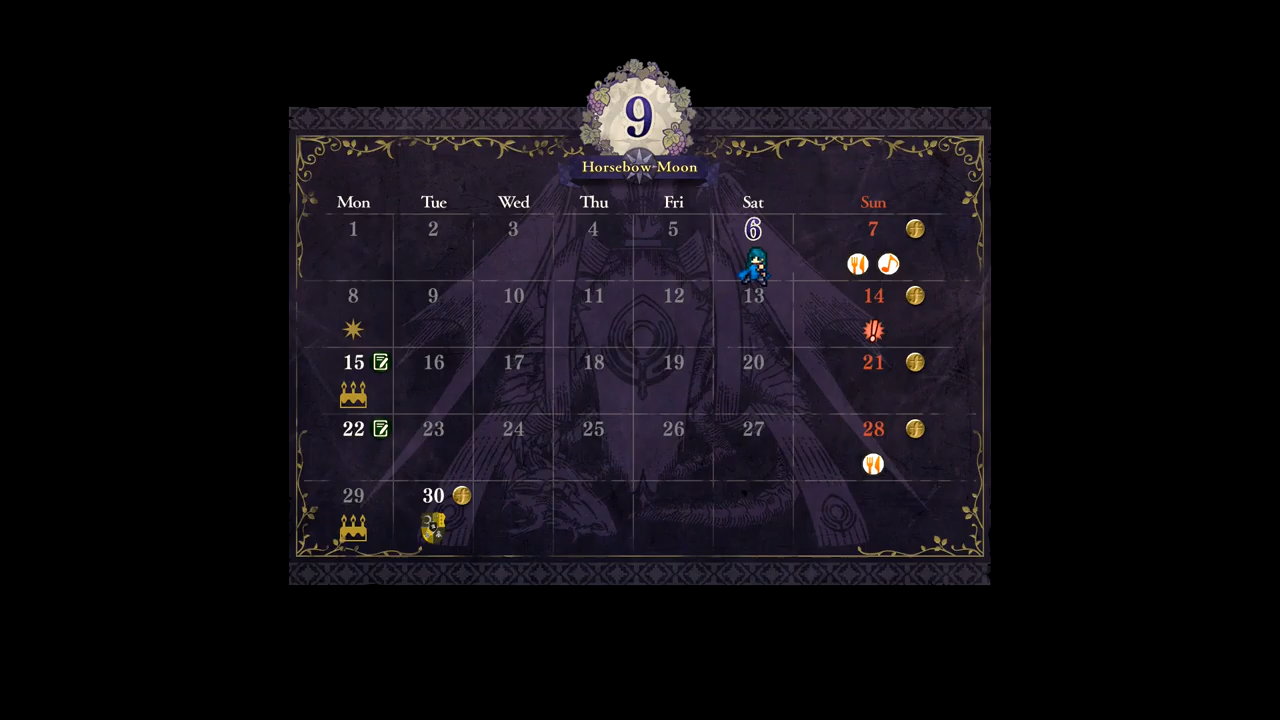 9
Horsebow Moon
Mon Tue Wed Thu Fri Sat Sun
1 2 3 4 5 6 7
8 9 10 11 12 13 14
15 16 17 18 19 20 21
22 23 24 25 26 27 28
29 30